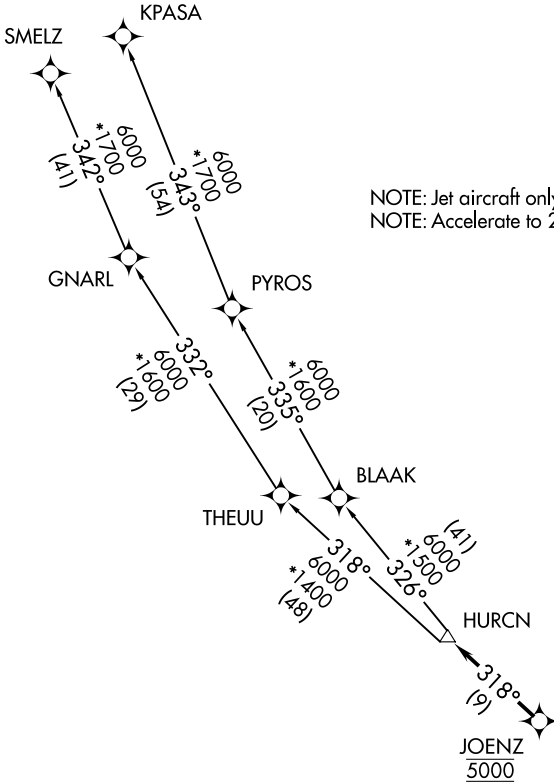 KPASA
SMELZ
6000
*1700
342°
(41)
6000
*1700
343°
(54)
NOTE: Jet aircraft only
NOTE: Accelerate to 2
GNARL
PYROS
332°
6000
*1600
(29)
6000
*1600
335°
(20)
BLAAK
THEUU
318°
6000
*1400
(48)
(41)
6000
*1500
326°
HURCN
318°
(9)
JOENZ
5000